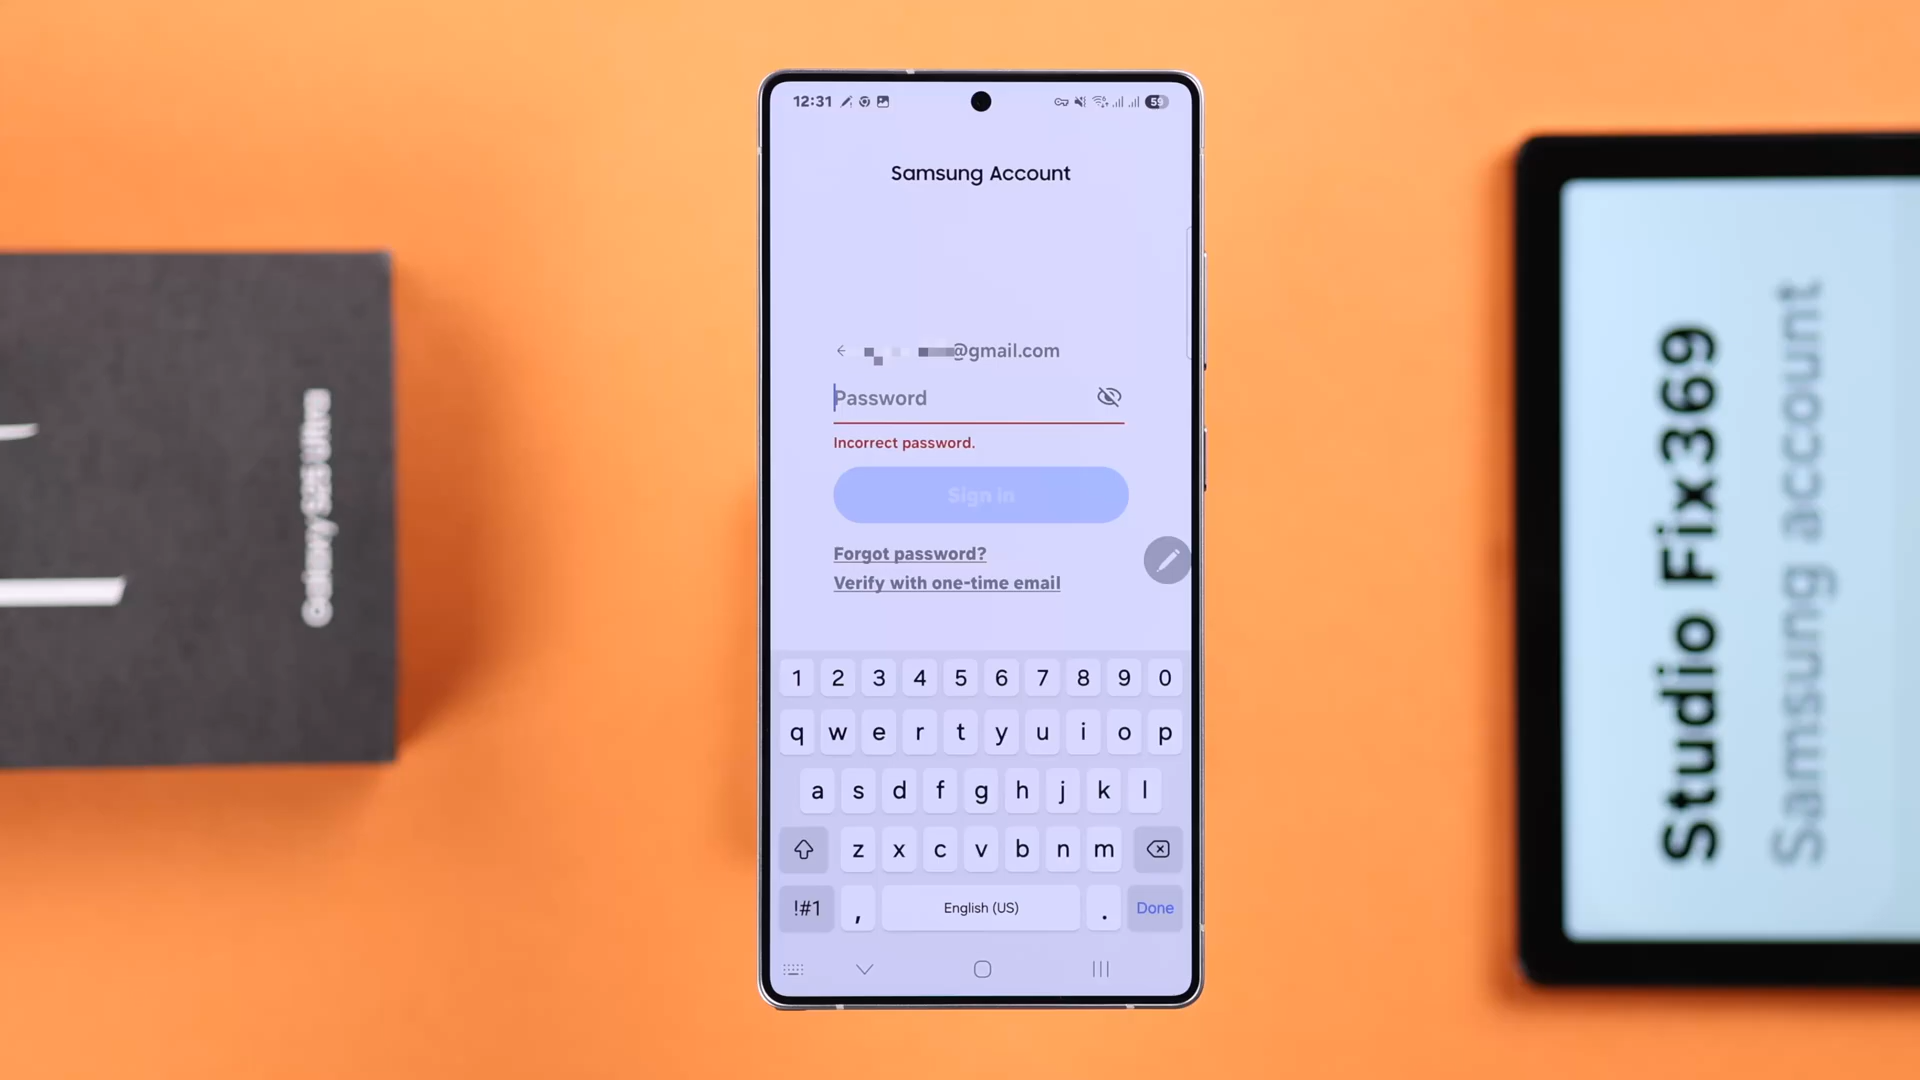 Galaxy S25 Ultra
12:31
59
Samsung Account
@gmail.com
Password
Incorrect password.
Sign in
Forgot password?
Verify with one-time email
1 2 3 4 5 6 7 8 9 0
q w e r t y u i o p
a s d f g h j k l
z x c v b n m
!#1 , English (US) . Done
Studio Fix369
Samsung account